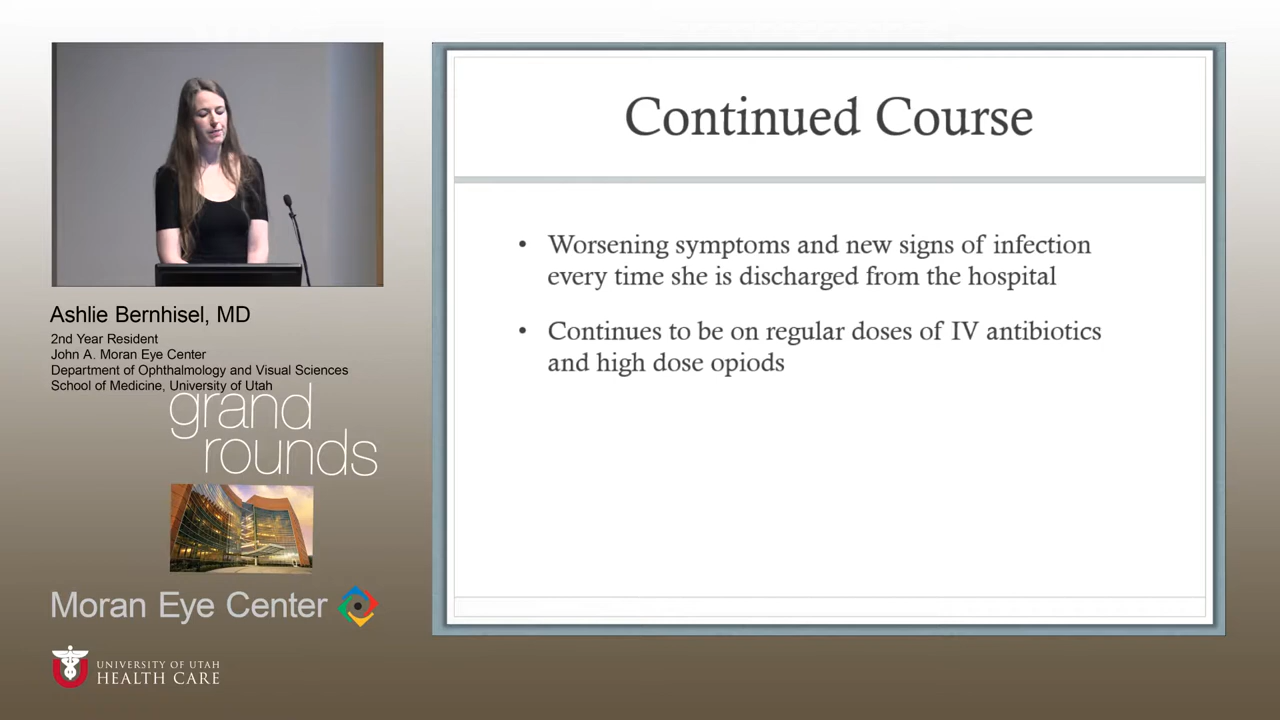 Continued Course
• Worsening symptoms and new signs of infection
every time she is discharged from the hospital
• Continues to be on regular doses of IV antibiotics
and high dose opiods
Ashlie Bernhisel, MD
2nd Year Resident
John A. Moran Eye Center
Department of Ophthalmology and Visual Sciences
School of Medicine, University of Utah
grand
rounds
Moran Eye Center
UNIVERSITY OF UTAH
HEALTH CARE